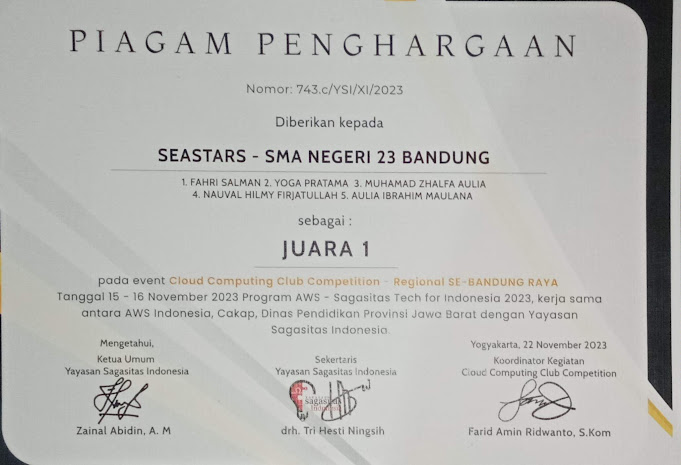 PIAGAM PENGHARGAAN
Nomor: 743.c/YSI/XI/2023
Diberikan kepada
SEASTARS - SMA NEGERI 23 BANDUNG
1. FAHRI SALMAN 2. YOGA PRATAMA 3. MUHAMAD ZHALFA AULIA
4. NAUVAL HILMY FIRJATULLAH 5. AULIA IBRAHIM MAULANA
sebagai :
JUARA 1
pada event Cloud Computing Club Competition - Regional SE-BANDUNG RAYA
Tanggal 15 - 16 November 2023 Program AWS - Sagasitas Tech for Indonesia 2023, kerja sama
antara AWS Indonesia, Cakap, Dinas Pendidikan Provinsi Jawa Barat dengan Yayasan
Sagasitas Indonesia.
Mengetahui,
Ketua Umum
Yayasan Sagasitas Indonesia
Zainal Abidin, A. M
Sekertaris
Yayasan Sagasitas Indonesia
sagasitas
Indonesia
drh. Tri Hesti Ningsih
Yogyakarta, 22 November 2023
Koordinator Kegiatan
Cloud Computing Club Competition
Farid Amin Ridwanto, S.Kom